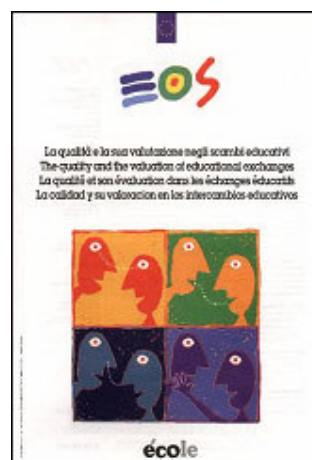 EOS
La qualità e la sua valutazione negli scambi educativi
The quality and the valuation of educational exchanges
La qualité et son évaluation dans les échanges éducatifs
La calidad y su valoracion en los intercambios educativos
école